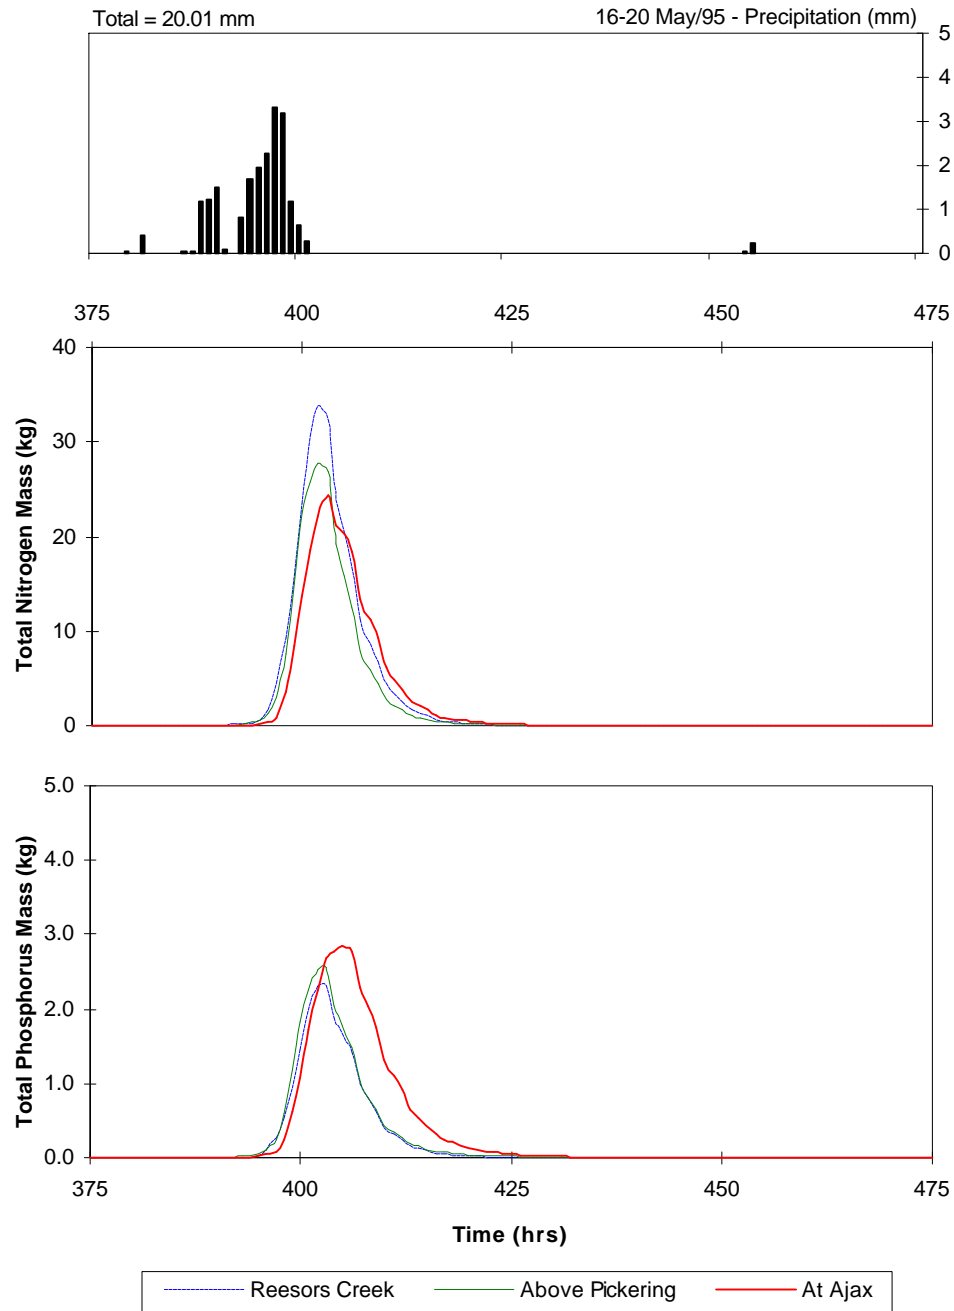 Total = 20.01 mm
16-20 May/95 - Precipitation (mm)
5
4
3
2
1
0
375 400 425 450 475
Total Nitrogen Mass (kg)
40
30
20
10
0
Total Phosphorus Mass (kg)
5.0
4.0
3.0
2.0
1.0
0.0
375 400 425 450 475
Time (hrs)
Reesors Creek Above Pickering At Ajax